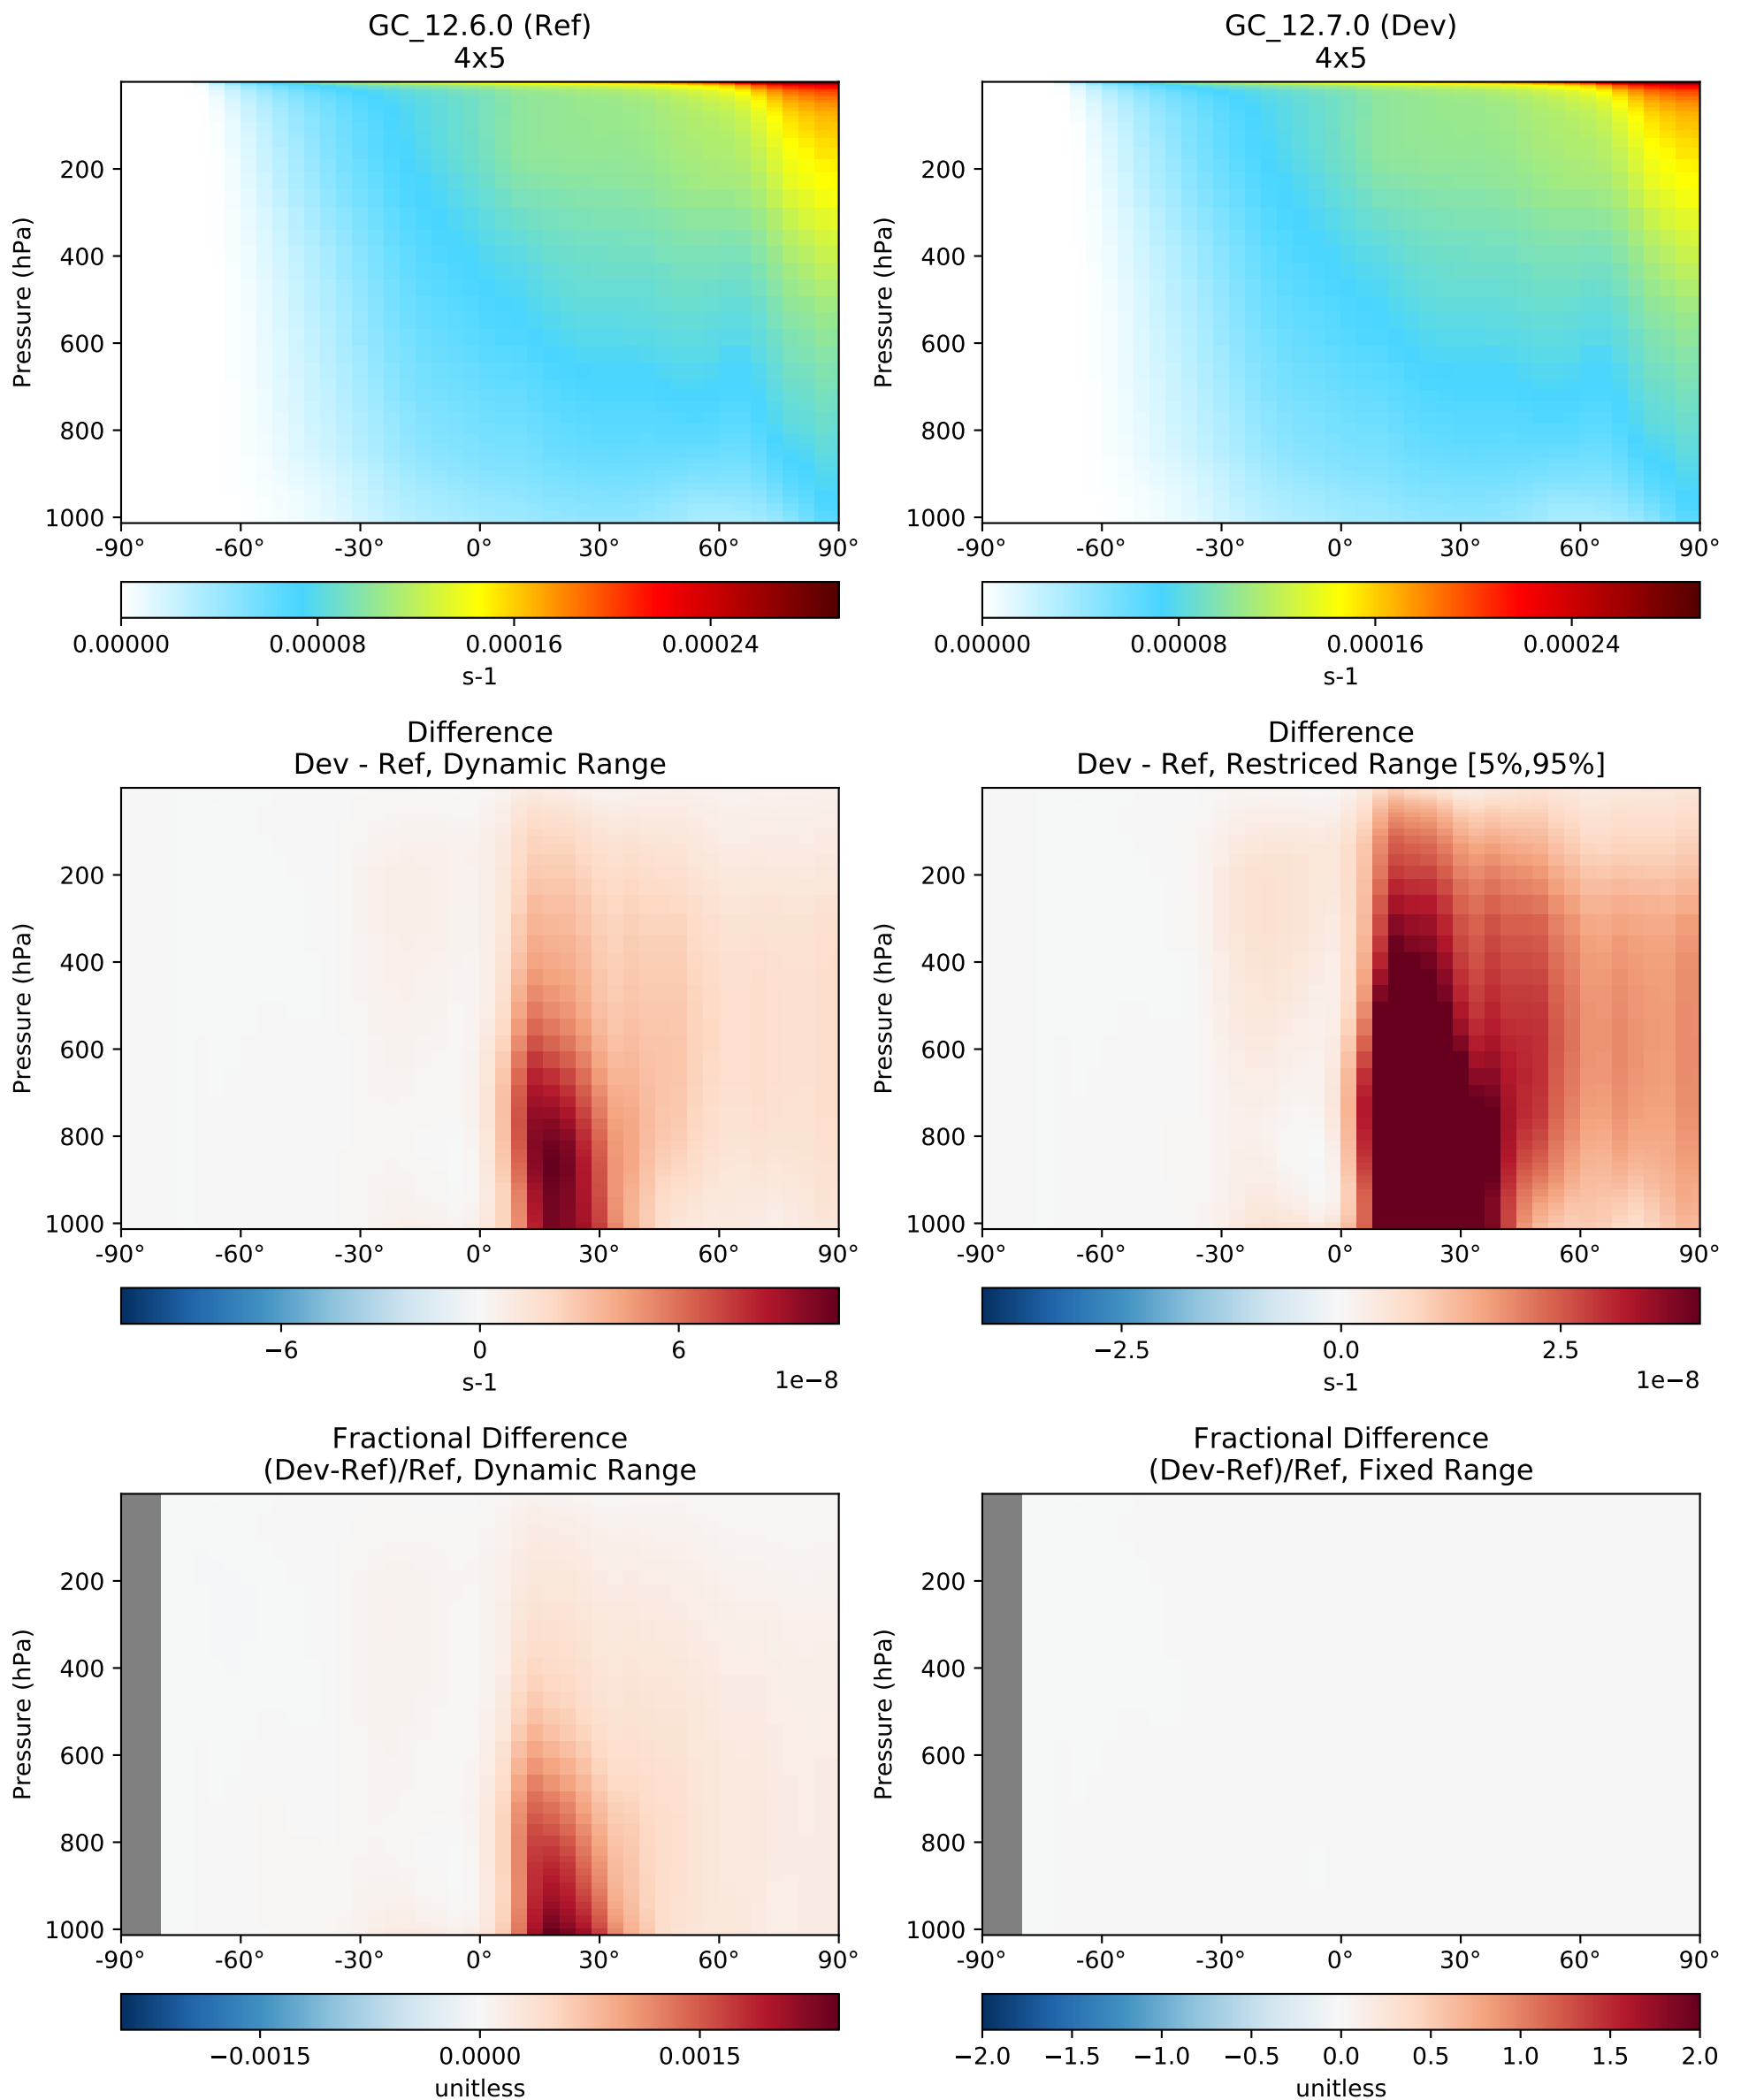 GC_12.6.0 (Ref)
4x5
Pressure (hPa)
200
400
600
800
1000
-90° -60° -30° 0° 30° 60° 90°
0.00000 0.00008 0.00016 0.00024
s-1
GC_12.7.0 (Dev)
4x5
Pressure (hPa)
200
400
600
800
1000
-90° -60° -30° 0° 30° 60° 90°
0.00000 0.00008 0.00016 0.00024
s-1
Difference
Dev - Ref, Dynamic Range
Pressure (hPa)
200
400
600
800
1000
-90° -60° -30° 0° 30° 60° 90°
−6 0 6
s-1 1e−8
Difference
Dev - Ref, Restriced Range [5%,95%]
Pressure (hPa)
200
400
600
800
1000
-90° -60° -30° 0° 30° 60° 90°
−2.5 0.0 2.5
s-1 1e−8
Fractional Difference
(Dev-Ref)/Ref, Dynamic Range
Pressure (hPa)
200
400
600
800
1000
-90° -60° -30° 0° 30° 60° 90°
−0.0015 0.0000 0.0015
unitless
Fractional Difference
(Dev-Ref)/Ref, Fixed Range
Pressure (hPa)
200
400
600
800
1000
-90° -60° -30° 0° 30° 60° 90°
−2.0 −1.5 −1.0 −0.5 0.0 0.5 1.0 1.5 2.0
unitless